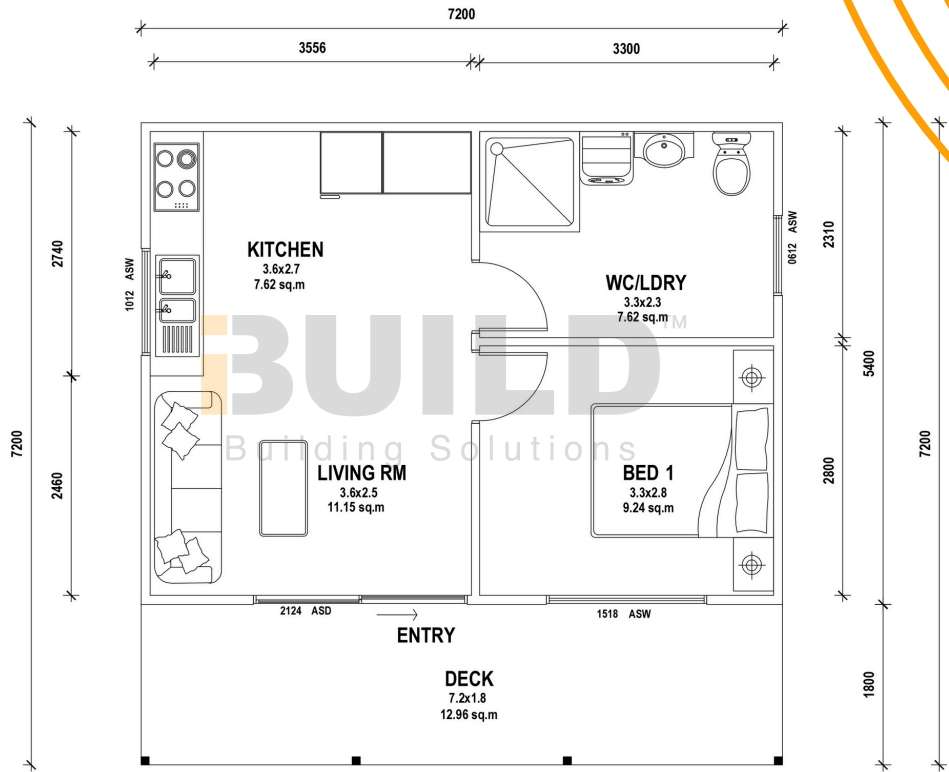 7200
3556
3300
KITCHEN
3.6x2.7
7.62 sq.m
WC/LDRY
3.3x2.3
7.62 sq.m
1012 ASW
0612 ASW
2740
2310
iBUILD™
Building Solutions
5400
7200
7200
2460
2800
LIVING RM
3.6x2.5
11.15 sq.m
BED 1
3.3x2.8
9.24 sq.m
2124 ASD
1518 ASW
ENTRY
DECK
7.2x1.8
12.96 sq.m
1800